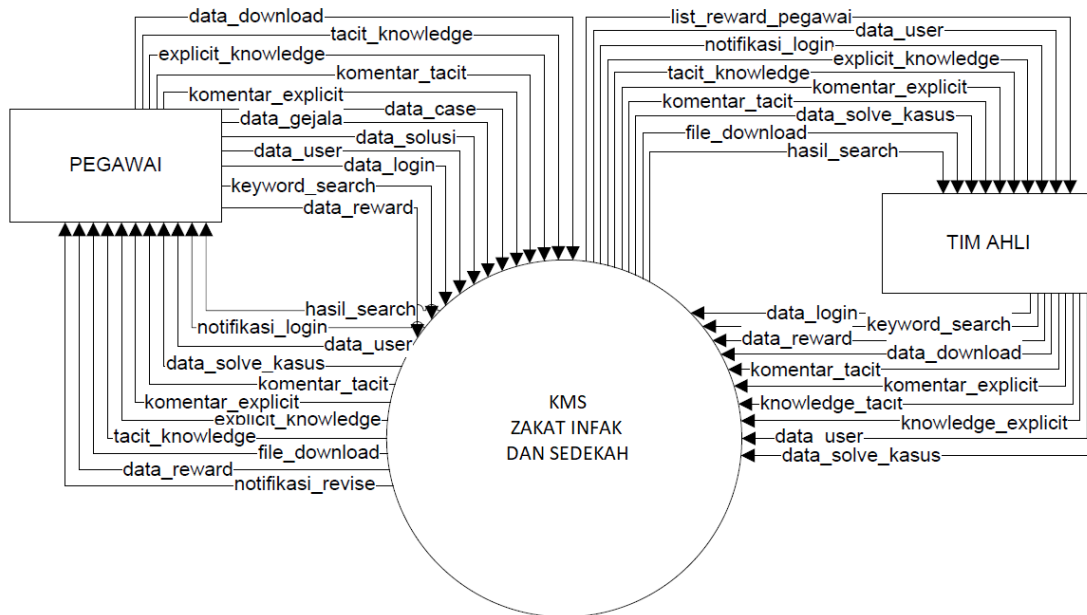 data_download
tacit_knowledge
explicit_knowledge
komentar_tacit
komentar_explicit
data_case
data_gejala
data_solusi
data_user
data_login
keyword_search
data_reward
PEGAWAI
hasil_search
notifikasi_login
data_user
data_solve_kasus
komentar_tacit
komentar_explicit
explicit_knowledge
tacit_knowledge
file_download
data_reward
notifikasi_revise
KMS
ZAKAT INFAK
DAN SEDEKAH
list_reward_pegawai
data_user
notifikasi_login
explicit_knowledge
tacit_knowledge
komentar_explicit
komentar_tacit
data_solve_kasus
file_download
hasil_search
TIM AHLI
data_login
keyword_search
data_reward
data_download
komentar_tacit
komentar_explicit
knowledge_tacit
knowledge_explicit
data_user
data_solve_kasus